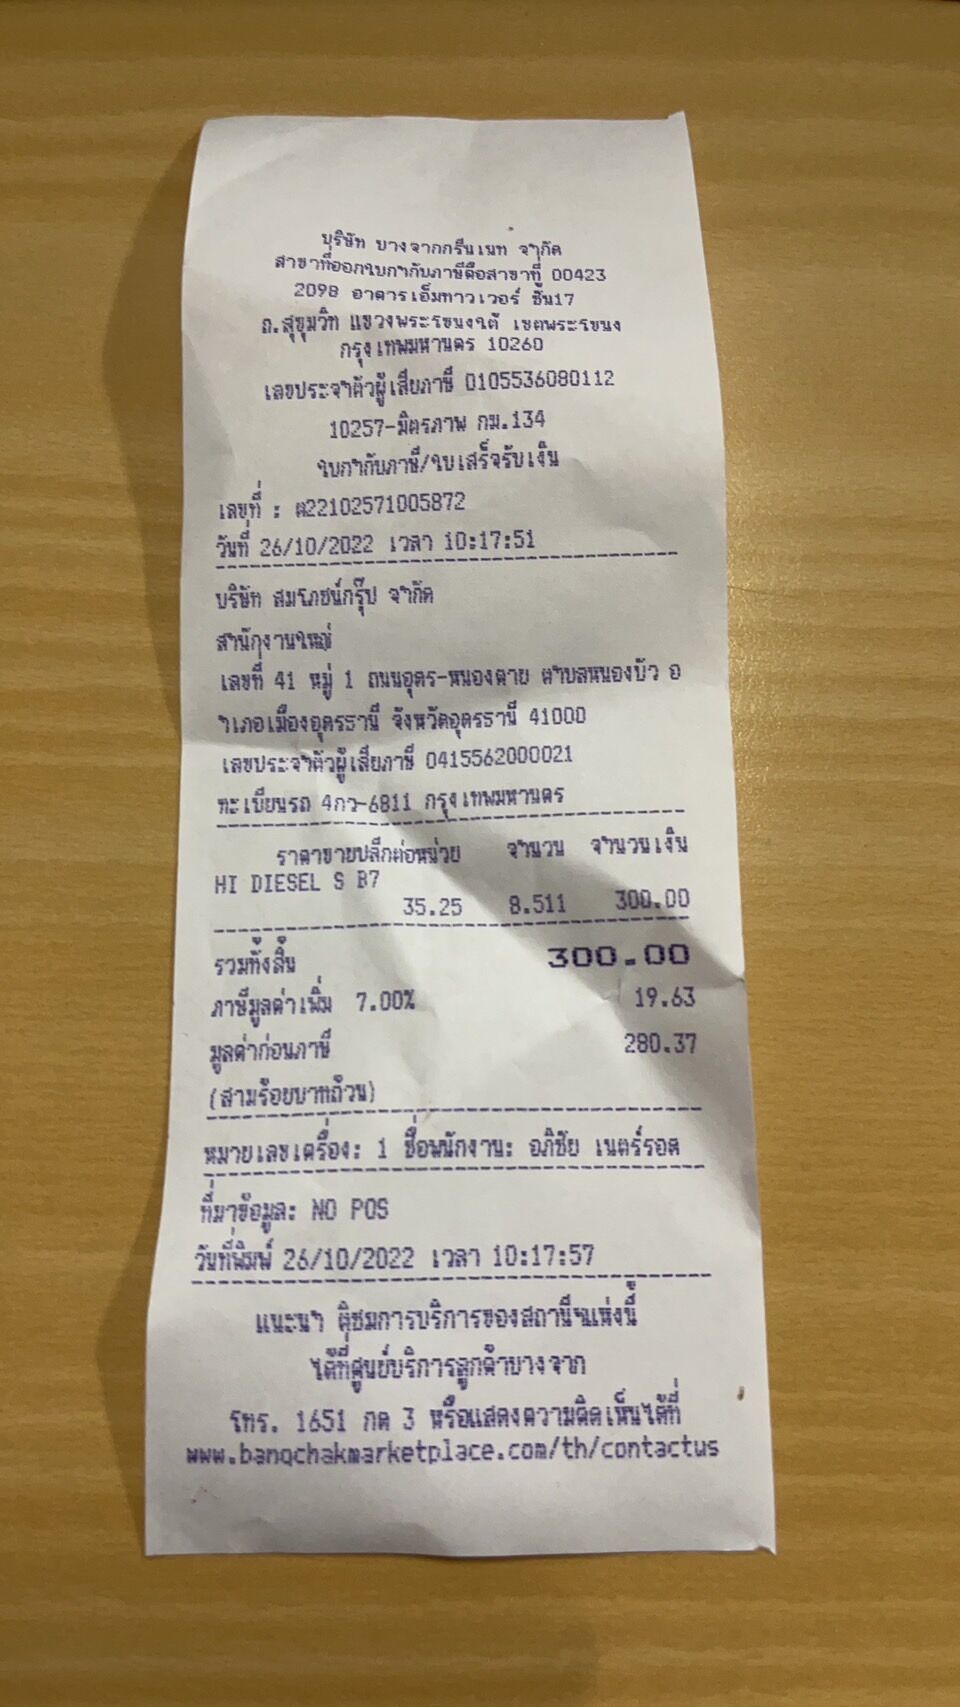 บริษัท บางจากกรีนเนท จำกัด
สาขาที่ออกใบกำกับภาษีคือสาขาที่ 00423
2098 อาคารเอ็มทาวเวอร์ ชั้น17
ถ.สุขุมวิท แขวงพระโขนงใต้ เขตพระโขนง
กรุงเทพมหานคร 10260
เลขประจำตัวผู้เสียภาษี 0105536080112
10257-มิตรภาพ กม.134
ใบกำกับภาษี/ใบเสร็จรับเงิน
เลขที่ : ต22102571005872
วันที่ 26/10/2022 เวลา 10:17:51
บริษัท สมโภชน์กรุ๊ป จำกัด
สำนักงานใหญ่
เลขที่ 41 หมู่ 1 ถนนอุดร-หนองคาย ตำบลหนองบัว อ
ำเภอเมืองอุดรธานี จังหวัดอุดรธานี 41000
เลขประจำตัวผู้เสียภาษี 0415562000021
ทะเบียนรถ 4กว-6811 กรุงเทพมหานคร
ราคาขายปลีกต่อหน่วย จำนวน จำนวนเงิน
HI DIESEL S B7
35.25 8.511 300.00
รวมทั้งสิ้น 300.00
ภาษีมูลค่าเพิ่ม 7.00% 19.63
มูลค่าก่อนภาษี 280.37
(สามร้อยบาทถ้วน)
หมายเลขเครื่อง: 1 ชื่อพนักงาน: อภิชัย เนตร์รอด
ที่มาข้อมูล: NO POS
วันที่พิมพ์ 26/10/2022 เวลา 10:17:57
แนะนำ ติชมการบริการของสถานีฯแห่งนี้
ได้ที่ศูนย์บริการลูกค้าบางจาก
โทร. 1651 กด 3 หรือแสดงความคิดเห็นได้ที่
www.bangchakmarketplace.com/th/contactus